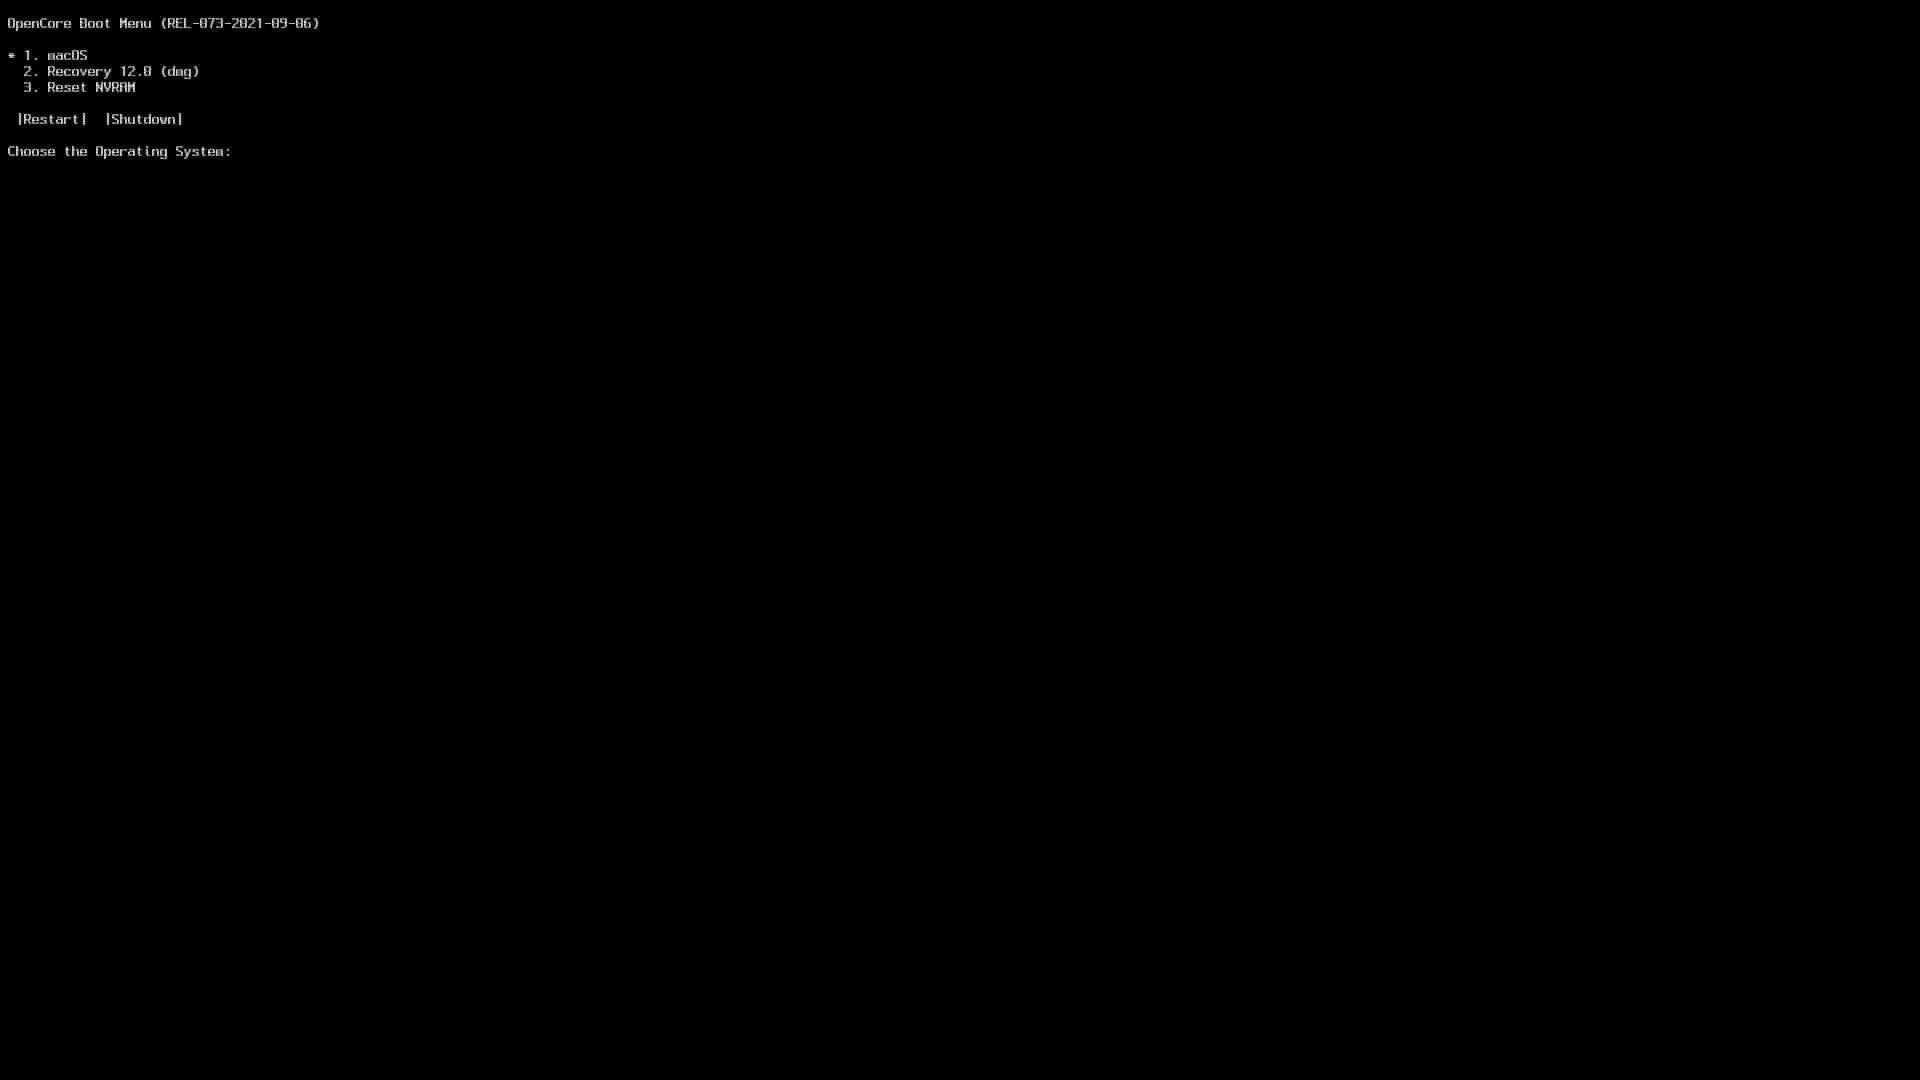 OpenCore Boot Menu (REL-073-2021-09-06)
* 1. macOS
2. Recovery 12.0 (dmg)
3. Reset NVRAM
|Restart| |Shutdown|
Choose the Operating System: